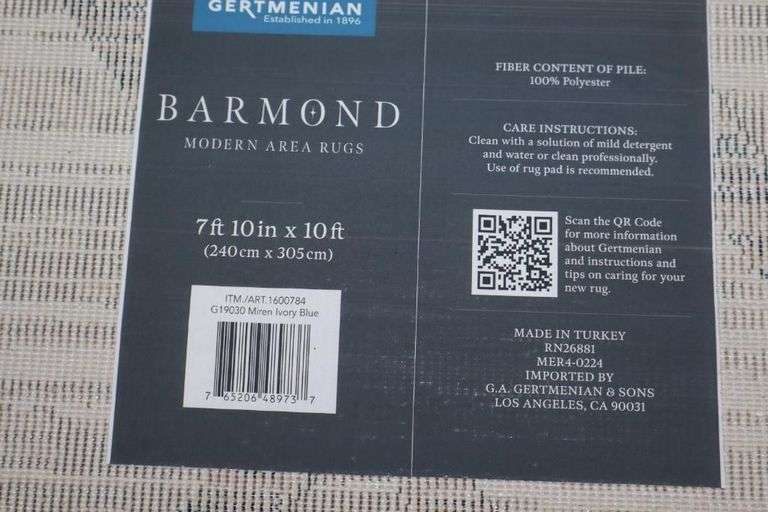 GERTMENIAN
Established in 1896
BARMOND
MODERN AREA RUGS
7ft 10in x 10ft
(240cm x 305cm)
ITM./ART.1600784
G19030 Miren Ivory Blue
7 65206 48973 7
FIBER CONTENT OF PILE:
100% Polyester
CARE INSTRUCTIONS:
Clean with a solution of mild detergent
and water or clean professionally.
Use of rug pad is recommended.
Scan the QR Code
for more information
about Gertmenian
and instructions and
tips on caring for your
new rug.
MADE IN TURKEY
RN26881
MER4-0224
IMPORTED BY
G.A. GERTMENIAN & SONS
LOS ANGELES, CA 90031